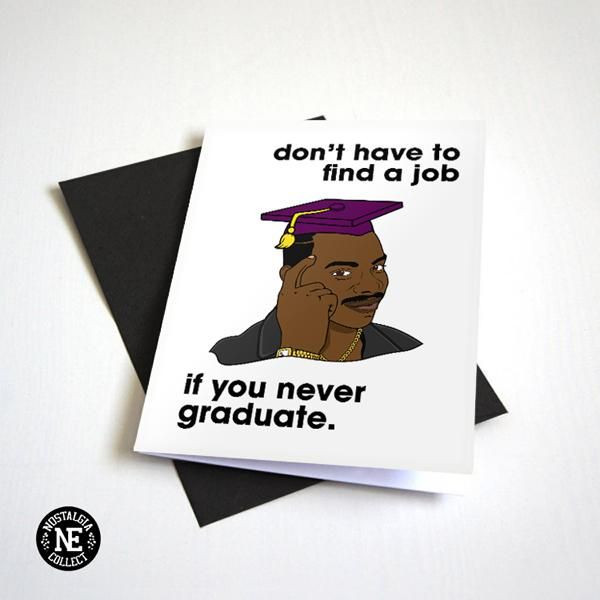 don't have to
find a job
if you never
graduate.
NOSTALGIA
NE
COLLECT